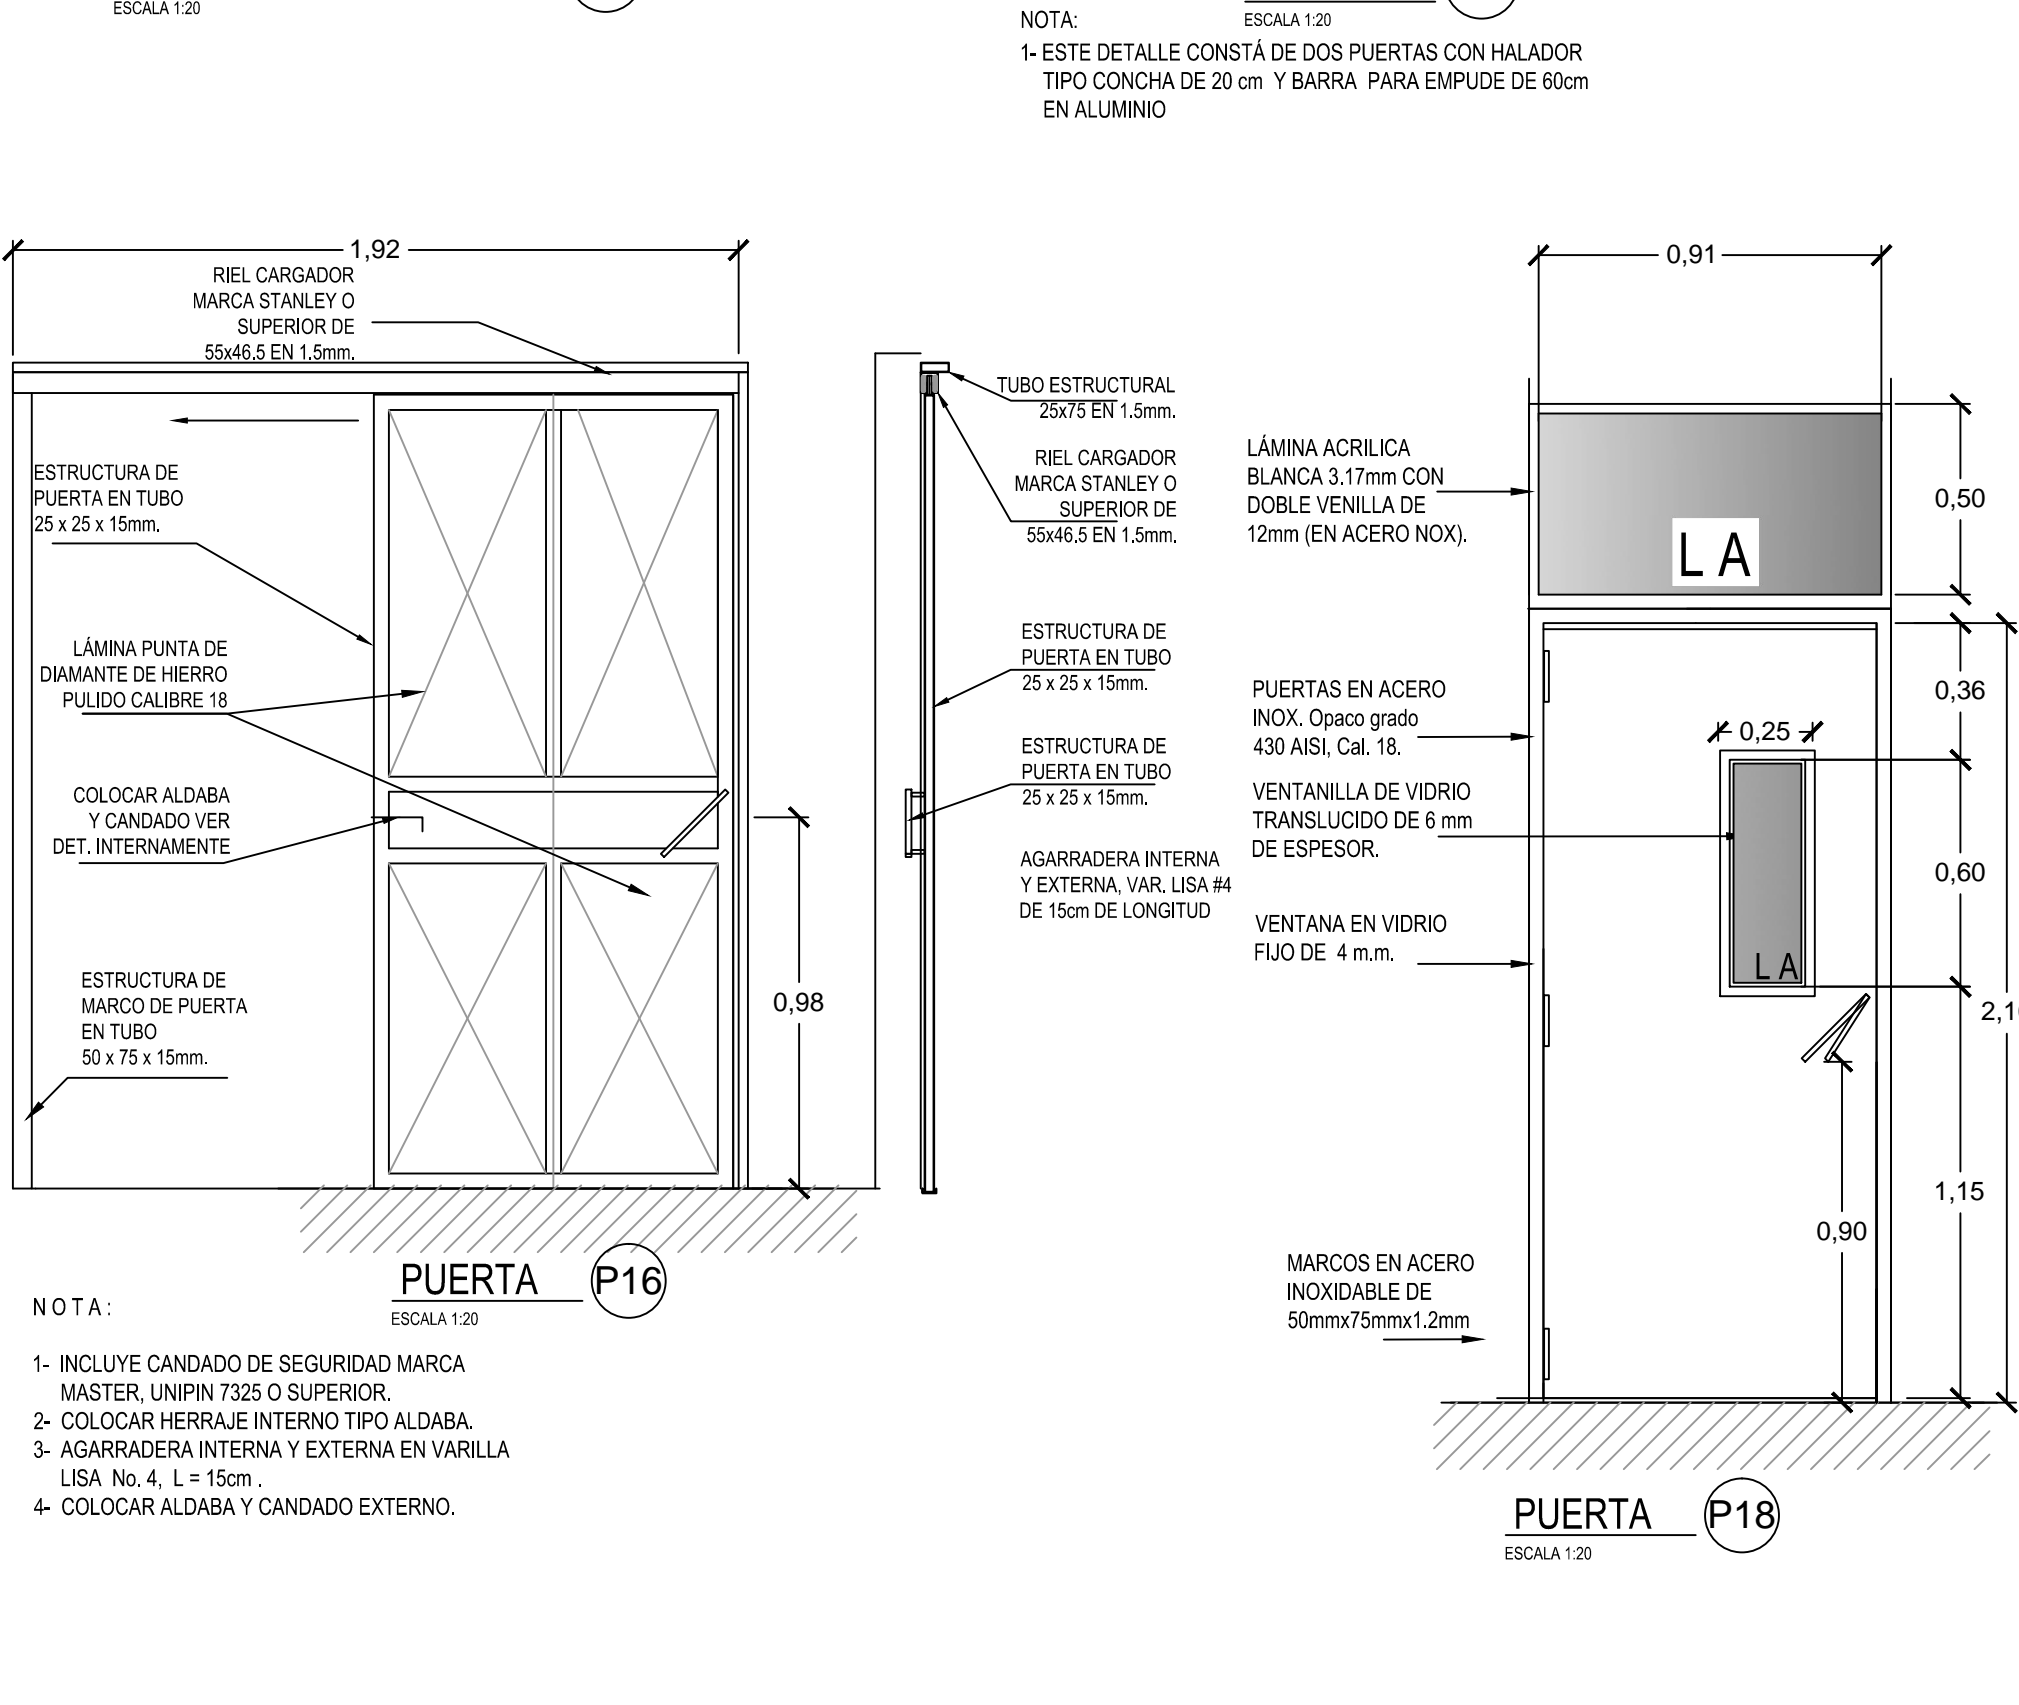 ESCALA 1:20
ESCALA 1:20
NOTA:
1- ESTE DETALLE CONSTÁ DE DOS PUERTAS CON HALADOR
TIPO CONCHA DE 20 cm Y BARRA PARA EMPUDE DE 60cm
EN ALUMINIO
1,92
RIEL CARGADOR
MARCA STANLEY O
SUPERIOR DE
55x46.5 EN 1.5mm.
ESTRUCTURA DE
PUERTA EN TUBO
25 x 25 x 15mm.
LÁMINA PUNTA DE
DIAMANTE DE HIERRO
PULIDO CALIBRE 18
COLOCAR ALDABA
Y CANDADO VER
DET. INTERNAMENTE
ESTRUCTURA DE
MARCO DE PUERTA
EN TUBO
50 x 75 x 15mm.
0,98
TUBO ESTRUCTURAL
25x75 EN 1.5mm.
RIEL CARGADOR
MARCA STANLEY O
SUPERIOR DE
55x46.5 EN 1.5mm.
ESTRUCTURA DE
PUERTA EN TUBO
25 x 25 x 15mm.
ESTRUCTURA DE
PUERTA EN TUBO
25 x 25 x 15mm.
AGARRADERA INTERNA
Y EXTERNA, VAR. LISA #4
DE 15cm DE LONGITUD
PUERTA P16
ESCALA 1:20
NOTA:
1- INCLUYE CANDADO DE SEGURIDAD MARCA
MASTER, UNIPIN 7325 O SUPERIOR.
2- COLOCAR HERRAJE INTERNO TIPO ALDABA.
3- AGARRADERA INTERNA Y EXTERNA EN VARILLA
LISA No. 4, L = 15cm .
4- COLOCAR ALDABA Y CANDADO EXTERNO.
0,91
LÁMINA ACRILICA
BLANCA 3.17mm CON
DOBLE VENILLA DE
12mm (EN ACERO NOX).
L A
0,50
PUERTAS EN ACERO
INOX. Opaco grado
430 AISI, Cal. 18.
0,36
0,25
VENTANILLA DE VIDRIO
TRANSLUCIDO DE 6 mm
DE ESPESOR.
0,60
VENTANA EN VIDRIO
FIJO DE 4 m.m.
L A
1,15
0,90
MARCOS EN ACERO
INOXIDABLE DE
50mmx75mmx1.2mm
PUERTA P18
ESCALA 1:20